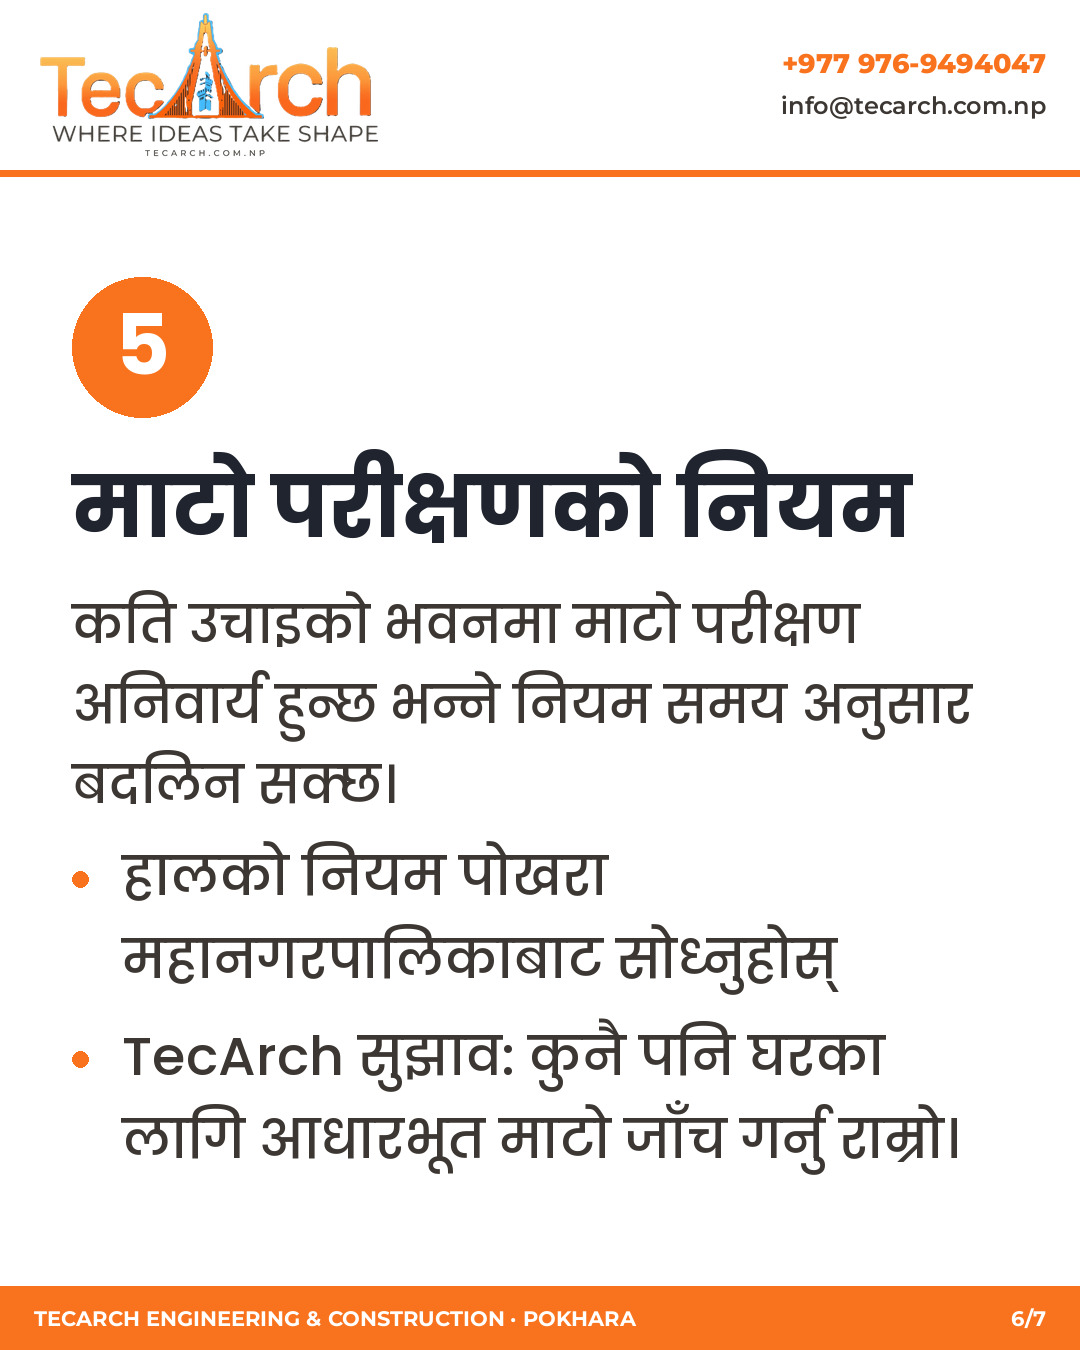 TecArch
WHERE IDEAS TAKE SHAPE
TECARCH.COM.NP
+977 976-9494047
info@tecarch.com.np
5
माटो परीक्षणको नियम
कति उचाइको भवनमा माटो परीक्षण
अनिवार्य हुन्छ भन्ने नियम समय अनुसार
बदलिन सक्छ।
• हालको नियम पोखरा
महानगरपालिकाबाट सोध्नुहोस्
• TecArch सुझाव: कुनै पनि घरका
लागि आधारभूत माटो जाँच गर्नु राम्रो।
TECARCH ENGINEERING & CONSTRUCTION · POKHARA
6/7